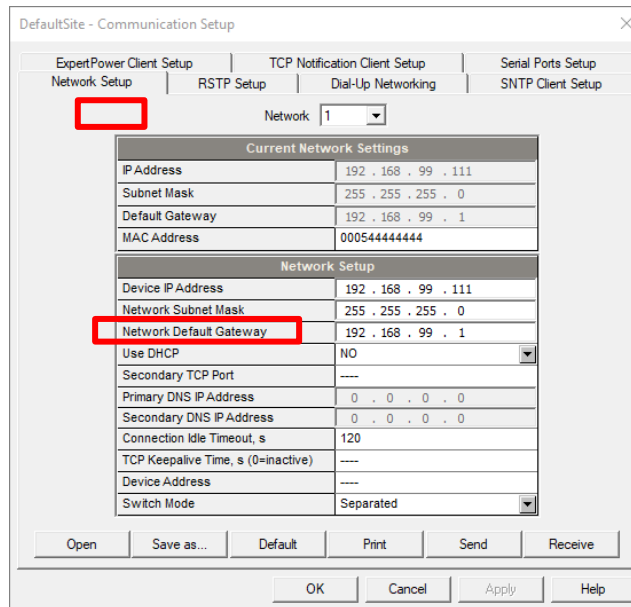 DefaultSite - Communication Setup
ExpertPower Client Setup TCP Notification Client Setup Serial Ports Setup
Network Setup RSTP Setup Dial-Up Networking SNTP Client Setup
Network 1
Current Network Settings
IP Address 192 . 168 . 99 . 111
Subnet Mask 255 . 255 . 255 . 0
Default Gateway 192 . 168 . 99 . 1
MAC Address 000544444444
Network Setup
Device IP Address 192 . 168 . 99 . 111
Network Subnet Mask 255 . 255 . 255 . 0
Network Default Gateway 192 . 168 . 99 . 1
Use DHCP NO
Secondary TCP Port ----
Primary DNS IP Address 0 . 0 . 0 . 0
Secondary DNS IP Address 0 . 0 . 0 . 0
Connection Idle Timeout, s 120
TCP Keepalive Time, s (0=inactive) ----
Device Address ----
Switch Mode Separated
Open Save as... Default Print Send Receive
OK Cancel Apply Help